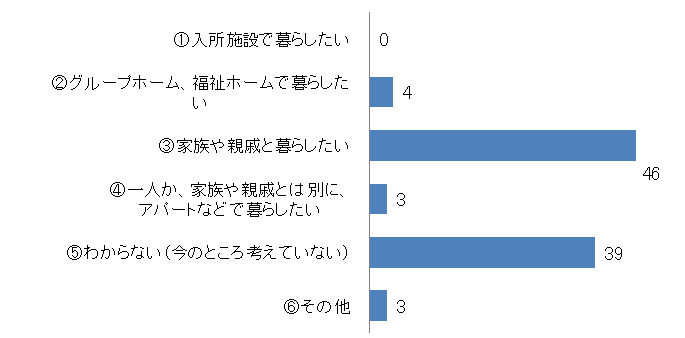 ①入所施設で暮らしたい
0
②グループホーム、福祉ホームで暮らした
い
4
③家族や親戚と暮らしたい
46
④一人か、家族や親戚とは別に、
アパートなどで暮らしたい
3
⑤わからない（今のところ考えていない）
39
⑥その他
3